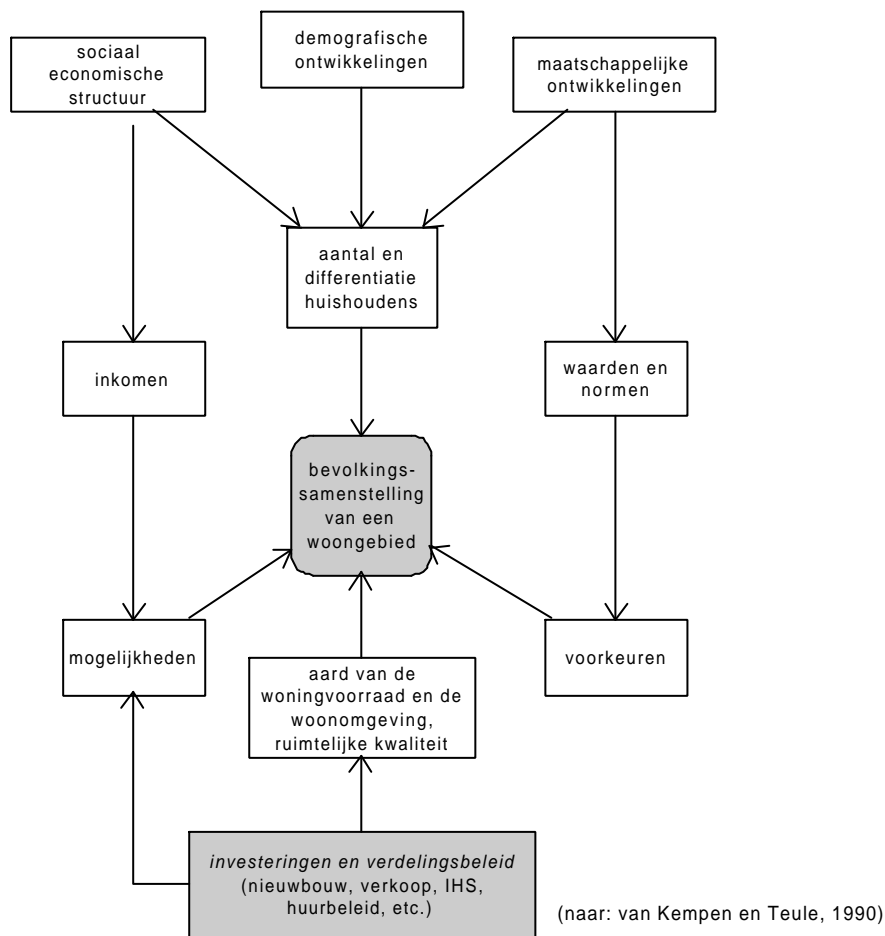 sociaal
economische
structuur
demografische
ontwikkelingen
maatschappelijke
ontwikkelingen
aantal en
differentiatie
huishoudens
inkomen
waarden en
normen
bevolkings-
samenstelling
van een
woongebied
mogelijkheden
aard van de
woningvoorraad en de
woonomgeving,
ruimtelijke kwaliteit
voorkeuren
investeringen en verdelingsbeleid
(nieuwbouw, verkoop, IHS,
huurbeleid, etc.)
(naar: van Kempen en Teule, 1990)